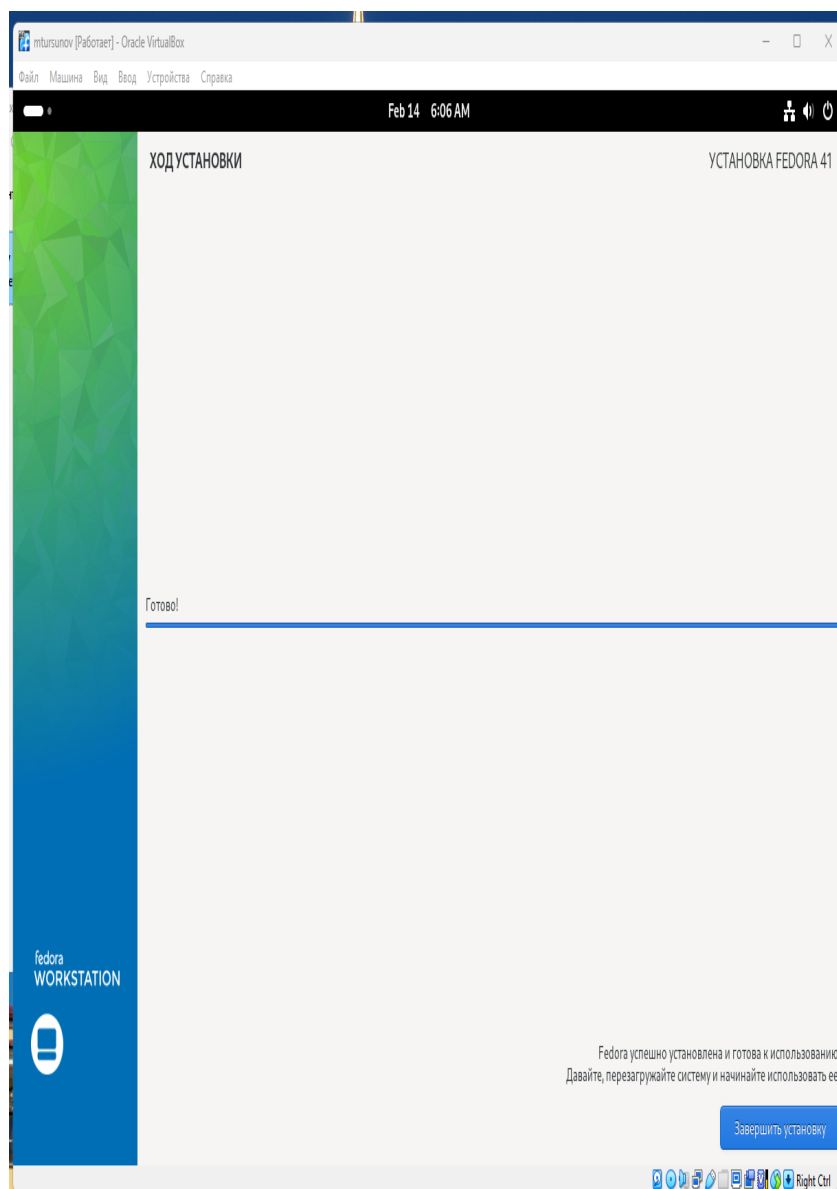 mtursunov [Работает] - Oracle VirtualBox
Файл Машина Вид Ввод Устройства Справка
Feb 14 6:06 AM
ХОД УСТАНОВКИ
УСТАНОВКА FEDORA 41
Готово!
fedora
WORKSTATION
Fedora успешно установлена и готова к использованию
Давайте, перезагружайте систему и начинайте использовать ее
Завершить установку
Right Ctrl